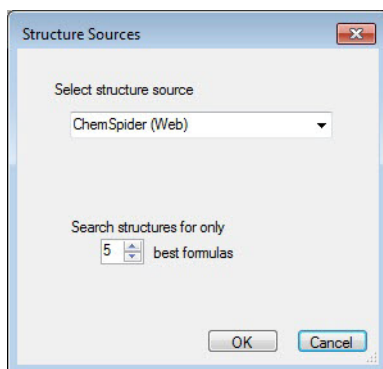 Structure Sources
Select structure source
ChemSpider (Web)
Search structures for only
5 best formulas
OK Cancel